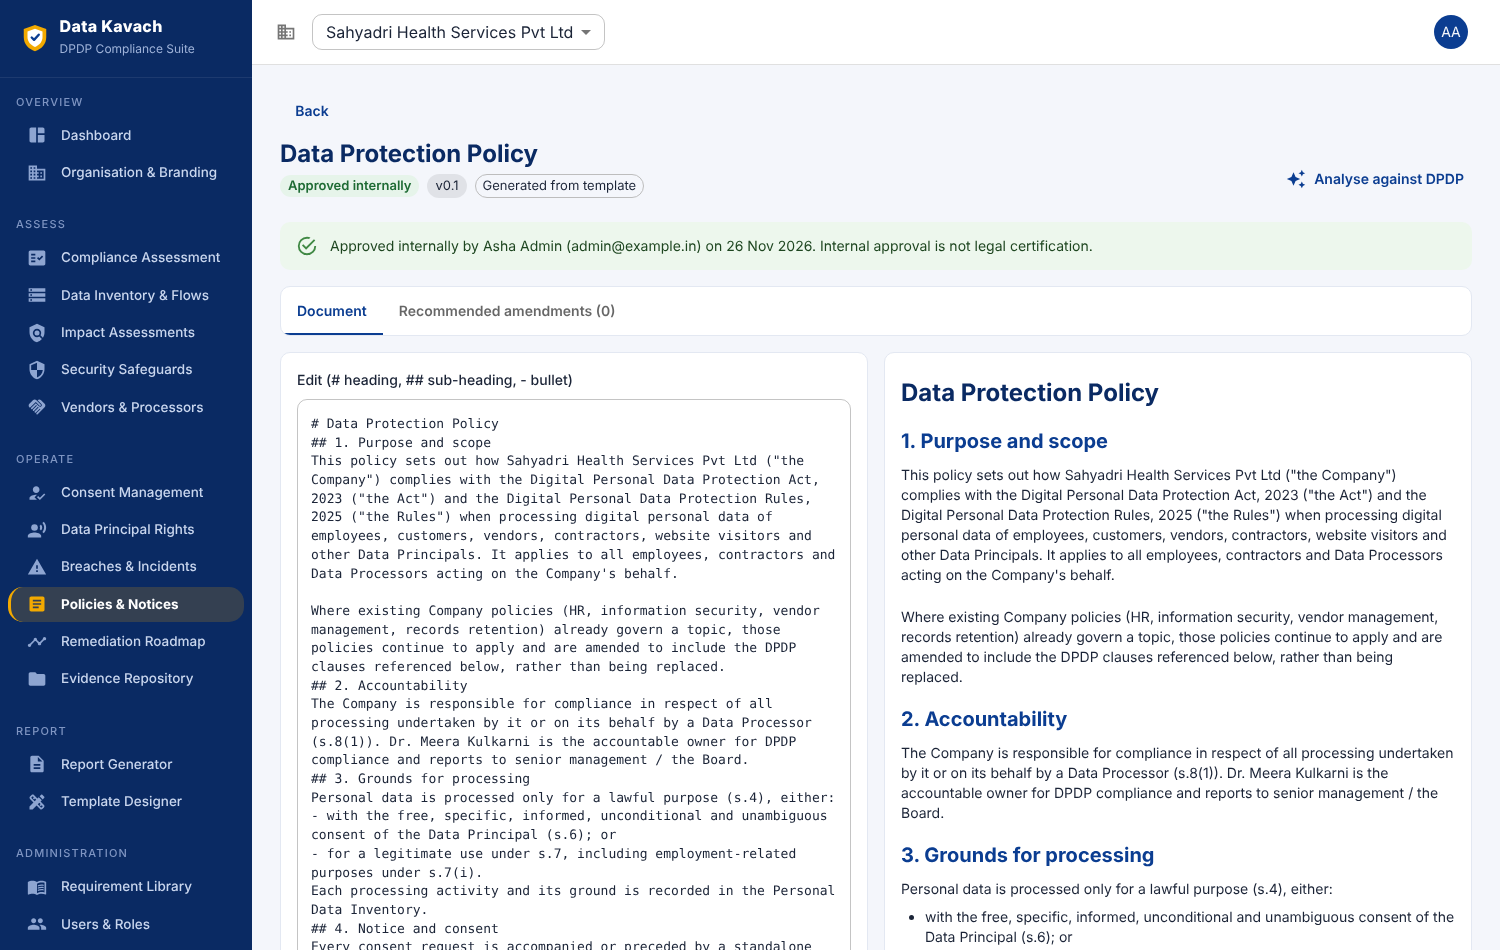 Data Kavach
DPDP Compliance Suite
OVERVIEW
Dashboard
Organisation & Branding
ASSESS
Compliance Assessment
Data Inventory & Flows
Impact Assessments
Security Safeguards
Vendors & Processors
OPERATE
Consent Management
Data Principal Rights
Breaches & Incidents
Policies & Notices
Remediation Roadmap
Evidence Repository
REPORT
Report Generator
Template Designer
ADMINISTRATION
Requirement Library
Users & Roles
Sahyadri Health Services Pvt Ltd
AA
Back
Data Protection Policy
Approved internally
v0.1
Generated from template
Analyse against DPDP
Approved internally by Asha Admin (admin@example.in) on 26 Nov 2026. Internal approval is not legal certification.
Document
Recommended amendments (0)
Edit (# heading, ## sub-heading, - bullet)
# Data Protection Policy
## 1. Purpose and scope
This policy sets out how Sahyadri Health Services Pvt Ltd ("the
Company") complies with the Digital Personal Data Protection Act,
2023 ("the Act") and the Digital Personal Data Protection Rules,
2025 ("the Rules") when processing digital personal data of
employees, customers, vendors, contractors, website visitors and
other Data Principals. It applies to all employees, contractors and
Data Processors acting on the Company's behalf.
Where existing Company policies (HR, information security, vendor
management, records retention) already govern a topic, those
policies continue to apply and are amended to include the DPDP
clauses referenced below, rather than being replaced.
## 2. Accountability
The Company is responsible for compliance in respect of all
processing undertaken by it or on its behalf by a Data Processor
(s.8(1)). Dr. Meera Kulkarni is the accountable owner for DPDP
compliance and reports to senior management / the Board.
## 3. Grounds for processing
Personal data is processed only for a lawful purpose (s.4), either:
- with the free, specific, informed, unconditional and unambiguous
consent of the Data Principal (s.6); or
- for a legitimate use under s.7, including employment-related
purposes under s.7(i).
Each processing activity and its ground is recorded in the Personal
Data Inventory.
## 4. Notice and consent
Every consent request is accompanied or preceded by a standalone
Data Protection Policy
1. Purpose and scope
This policy sets out how Sahyadri Health Services Pvt Ltd ("the Company")
complies with the Digital Personal Data Protection Act, 2023 ("the Act") and the
Digital Personal Data Protection Rules, 2025 ("the Rules") when processing digital
personal data of employees, customers, vendors, contractors, website visitors and
other Data Principals. It applies to all employees, contractors and Data Processors
acting on the Company's behalf.
Where existing Company policies (HR, information security, vendor management,
records retention) already govern a topic, those policies continue to apply and are
amended to include the DPDP clauses referenced below, rather than being
replaced.
2. Accountability
The Company is responsible for compliance in respect of all processing undertaken
by it or on its behalf by a Data Processor (s.8(1)). Dr. Meera Kulkarni is the
accountable owner for DPDP compliance and reports to senior management / the
Board.
3. Grounds for processing
Personal data is processed only for a lawful purpose (s.4), either:
• with the free, specific, informed, unconditional and unambiguous consent of the
Data Principal (s.6); or